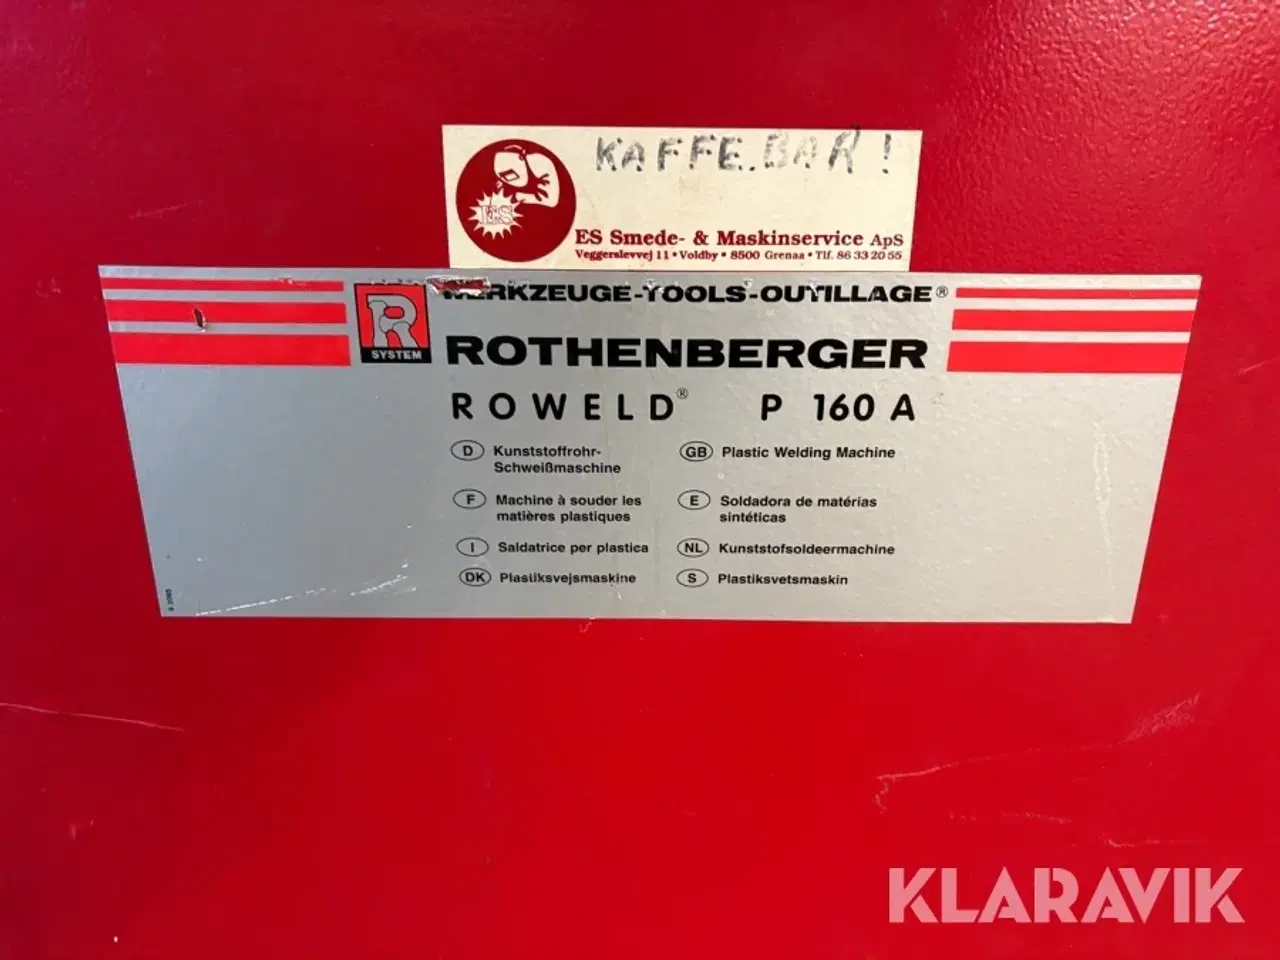 KAFFE.BAR!
ES
ES Smede- & Maskinservice ApS
Veggerslevvej 11 • Voldby • 8500 Grenaa • Tlf. 86 33 20 55
WERKZEUGE-TOOLS-OUTILLAGE®
R
SYSTEM
ROTHENBERGER
ROWELD® P 160 A
D Kunststoffrohr-
Schweißmaschine
GB Plastic Welding Machine
F Machine à souder les
matières plastiques
E Soldadora de matérias
sintéticas
I Saldatrice per plastica
NL Kunststofsoldeermachine
DK Plastiksvejsmaskine
S Plastiksvetsmaskin
KLARAVIK